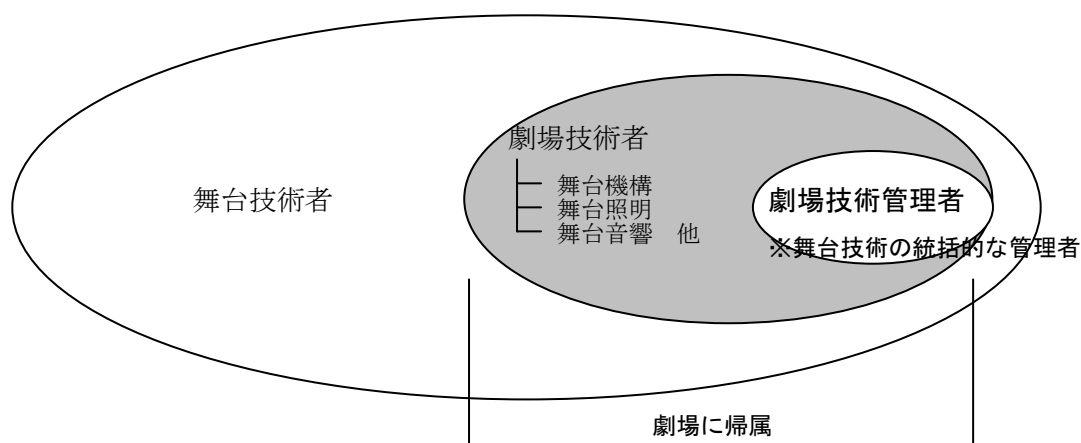 劇場技術者
舞台機構
舞台照明
舞台音響　他
舞台技術者
劇場技術管理者
※舞台技術の統括的な管理者
劇場に帰属